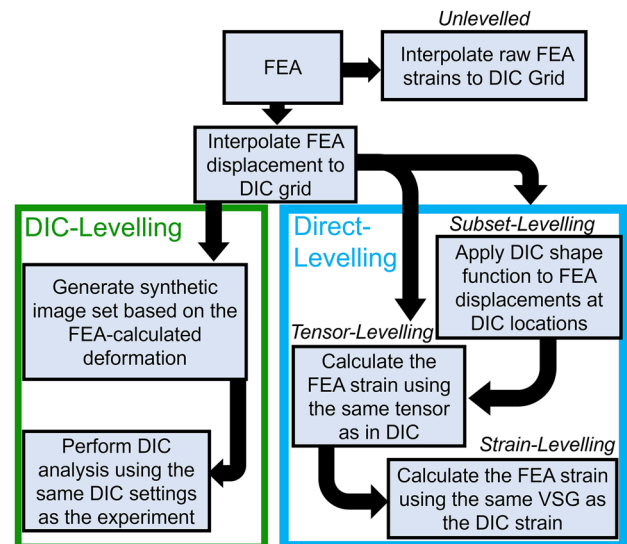 Unlevelled
FEA
Interpolate raw FEA
strains to DIC Grid
Interpolate FEA
displacement to
DIC grid
DIC-Levelling
Generate synthetic
image set based on the
FEA-calculated
deformation
Perform DIC
analysis using the
same DIC settings
as the experiment
Direct-
Levelling
Subset-Levelling
Apply DIC shape
function to FEA
displacements at
DIC locations
Tensor-Levelling
Calculate the
FEA strain using
the same tensor
as in DIC
Strain-Levelling
Calculate the FEA strain
using the same VSG as
the DIC strain